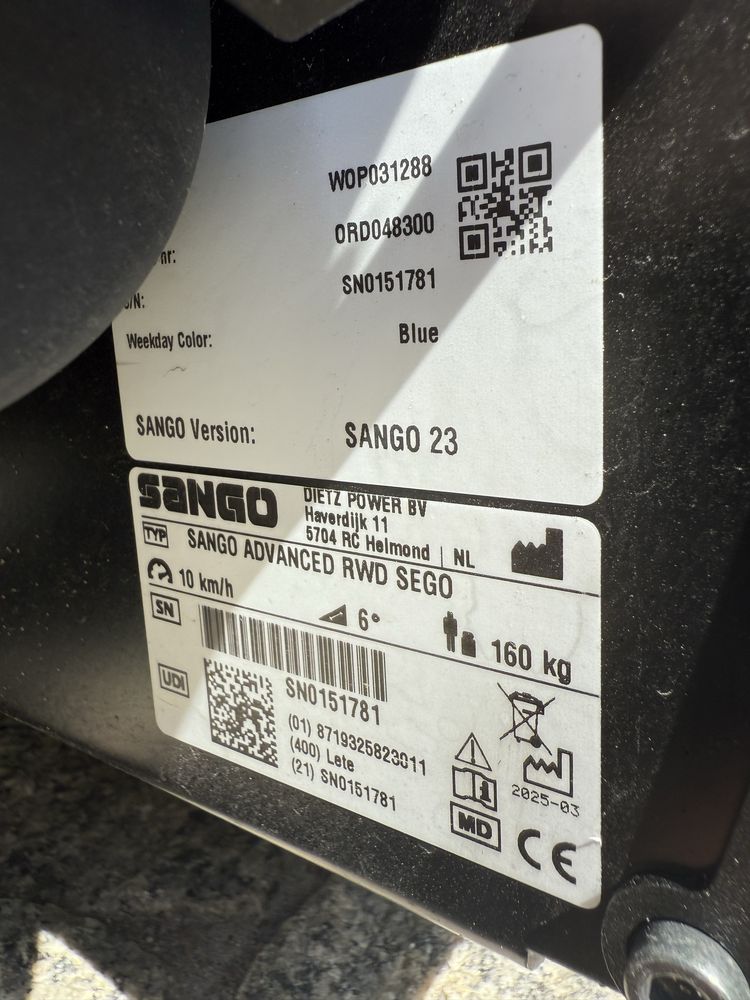 WOP031288
ORD048300
nr:
SN0151781
/N:
Weekday Color: Blue
SANGO Version: SANGO 23
SANGO
DIETZ POWER BV
Haverdijk 11
5704 RC Helmond | NL
TYP SANGO ADVANCED RWD SEGO
10 km/h 6° 160 kg
SN
SN0151781
UDI
(01) 8719325823011
(400) Lete
(21) SN0151781
2025-03
MD
CE